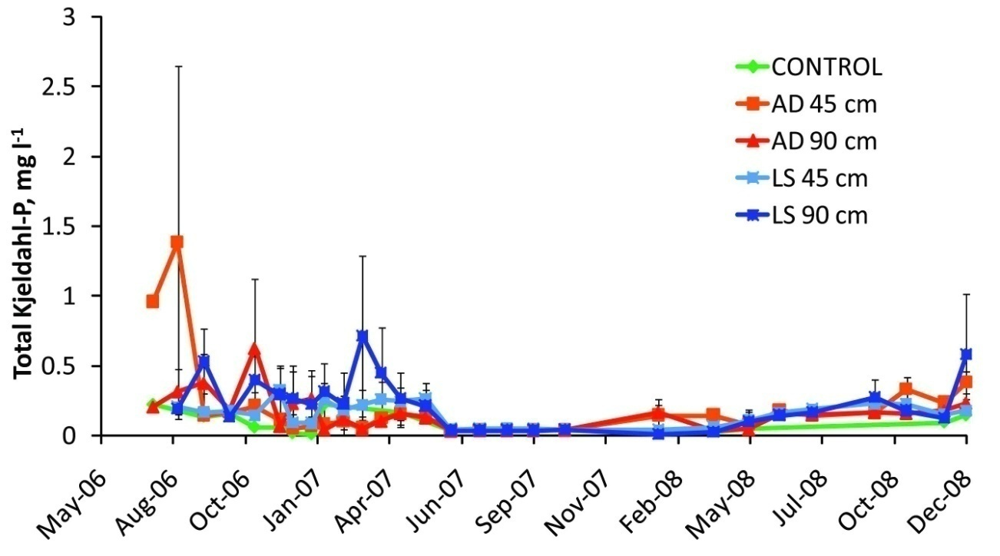 3
2.5
2
1.5
1
0.5
0
Total Kjeldahl-P, mg l-1
CONTROL
AD 45 cm
AD 90 cm
LS 45 cm
LS 90 cm
May-06
Aug-06
Oct-06
Jan-07
Apr-07
Jun-07
Sep-07
Nov-07
Feb-08
May-08
Jul-08
Oct-08
Dec-08